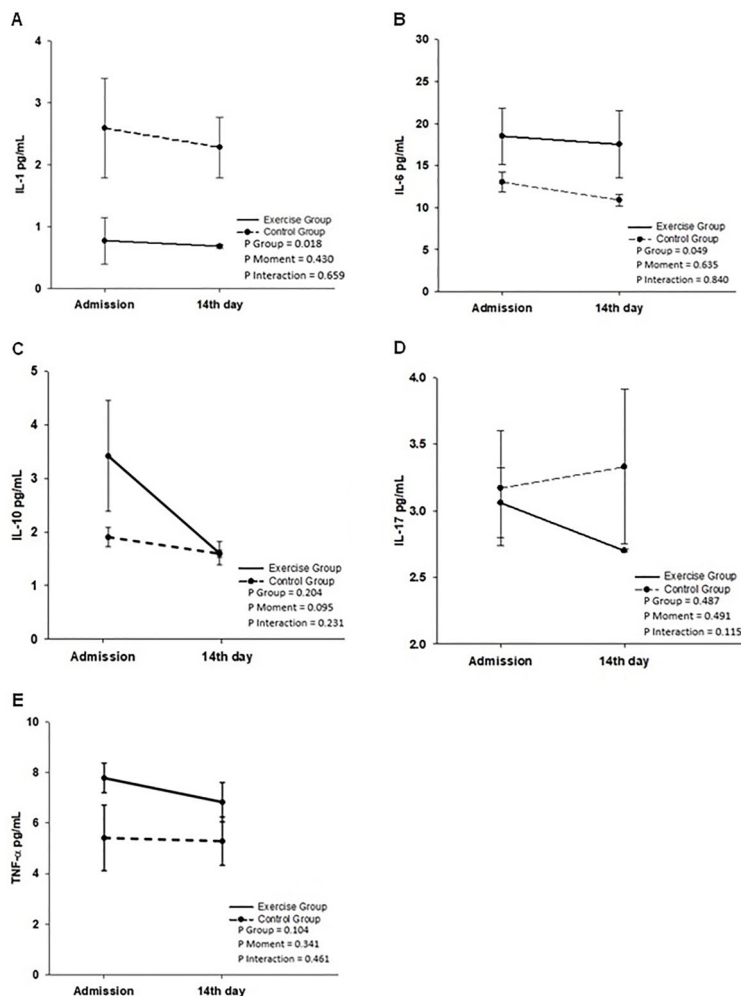 A
4
3
2
1
0
IL-1 pg/mL
Exercise Group
Control Group
P Group = 0.018
P Moment = 0.430
P Interaction = 0.659
Admission 14th day
B
30
25
20
15
10
5
0
IL-6 pg/mL
Exercise Group
Control Group
P Group = 0.049
P Moment = 0.635
P Interaction = 0.840
Admission 14th day
C
5
4
3
2
1
0
IL-10 pg/mL
Exercise Group
Control Group
P Group = 0.204
P Moment = 0.095
P Interaction = 0.231
Admission 14th day
D
4.0
3.5
3.0
2.5
2.0
IL-17 pg/mL
Exercise Group
Control Group
P Group = 0.487
P Moment = 0.491
P Interaction = 0.115
Admission 14th day
E
10
8
6
4
2
0
TNF-α pg/mL
Exercise Group
Control Group
P Group = 0.104
P Moment = 0.341
P Interaction = 0.461
Admission 14th day